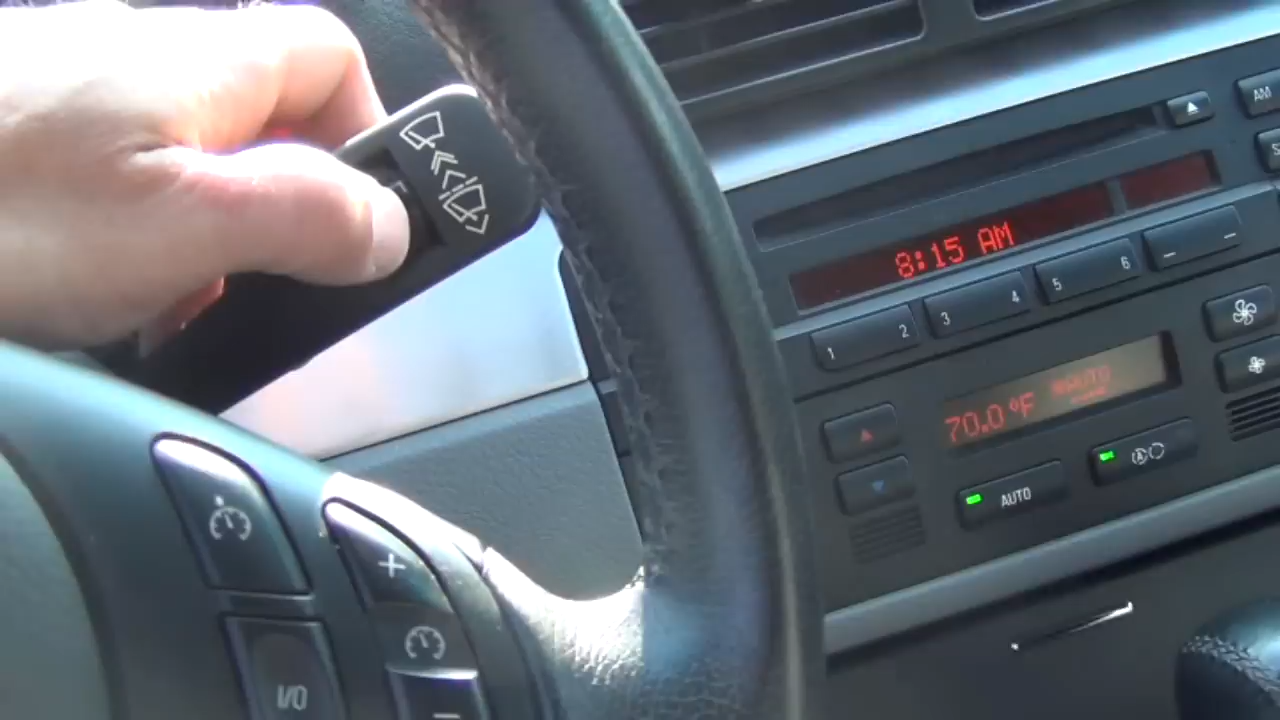 AM
8:15 AM
1 2
3 4
5 6
70.0 °F AUTO
AUTO
A
+
I/O
−